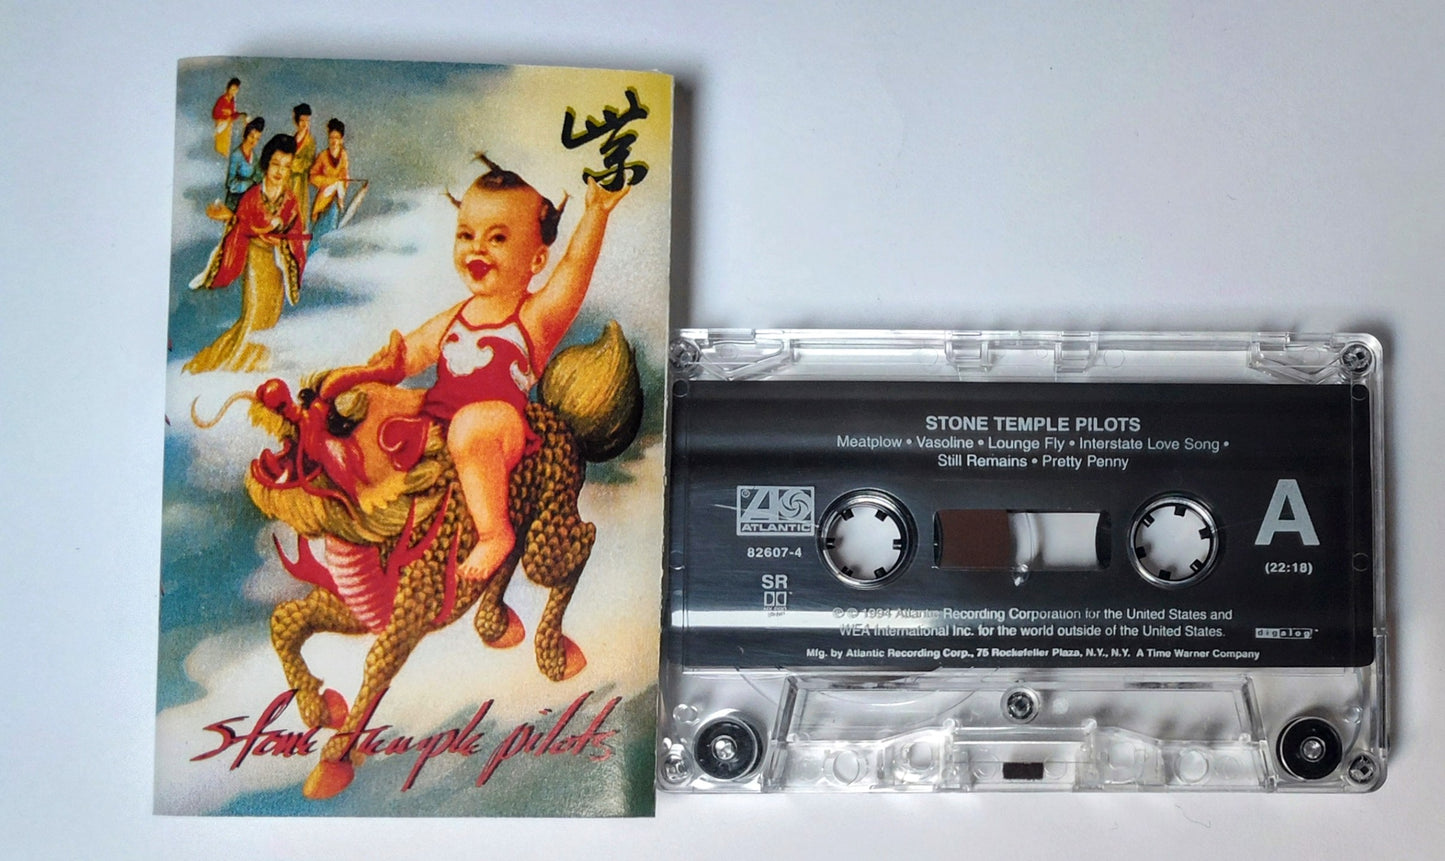 紫
stone temple pilots
STONE TEMPLE PILOTS
Meatplow • Vasoline • Lounge Fly • Interstate Love Song •
Still Remains • Pretty Penny
ATLANTIC
82607-4
SR
A
(22:18)
℗ © 1994 Atlantic Recording Corporation for the United States and
WEA International Inc. for the world outside of the United States.
digalog™
Mfg. by Atlantic Recording Corp., 75 Rockefeller Plaza, N.Y., N.Y. A Time Warner Company